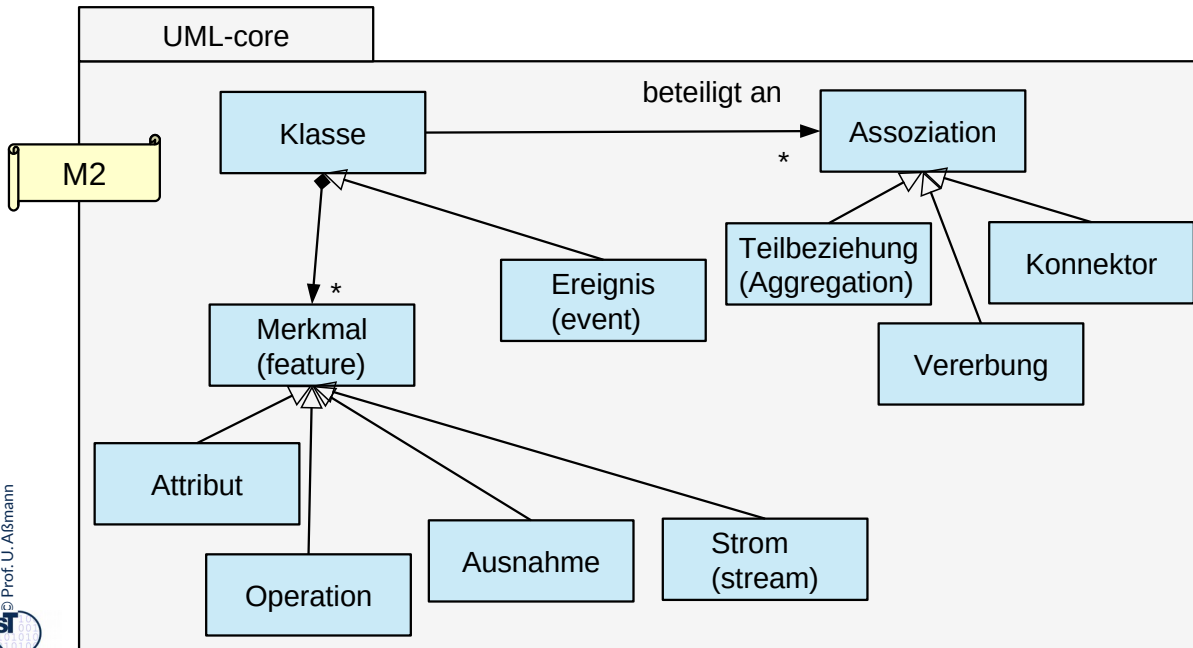 UML-core
beteiligt an
Klasse
Assoziation
*
M2
Teilbeziehung
(Aggregation)
Konnektor
Ereignis
(event)
*
Merkmal
(feature)
Vererbung
Attribut
Ausnahme
Strom
(stream)
Operation
© Prof. U. Aßmann
ST